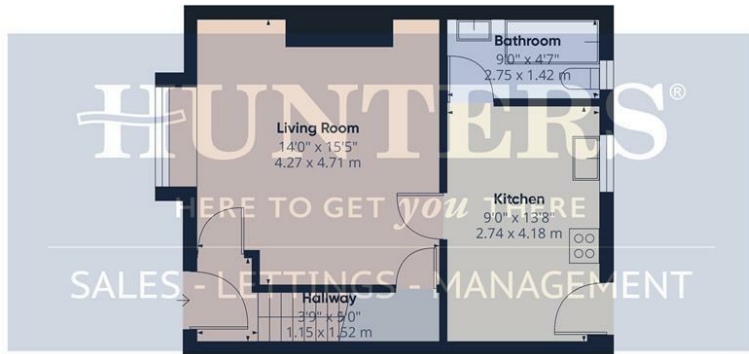 Bathroom
9'0" x 4'7"
2.75 x 1.42 m
HUNTERS®
Living Room
14'0" x 15'5"
4.27 x 4.71 m
HERE TO GET you THERE
Kitchen
9'0" x 13'8"
2.74 x 4.18 m
SALES - LETTINGS - MANAGEMENT
Hallway
3'9" x 5'0"
1.15 x 1.52 m